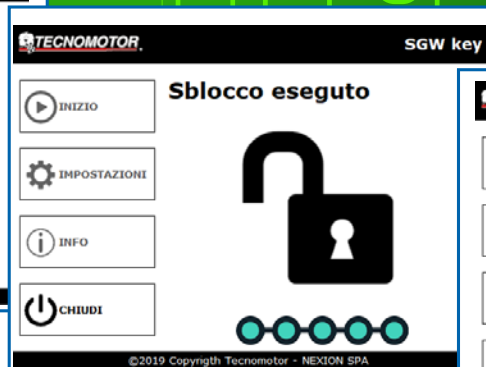 TECNOMOTOR
SGW key
Sblocco eseguto
INIZIO
IMPOSTAZIONI
INFO
CHIUDI
©2019 Copyrigth Tecnomotor - NEXION SPA